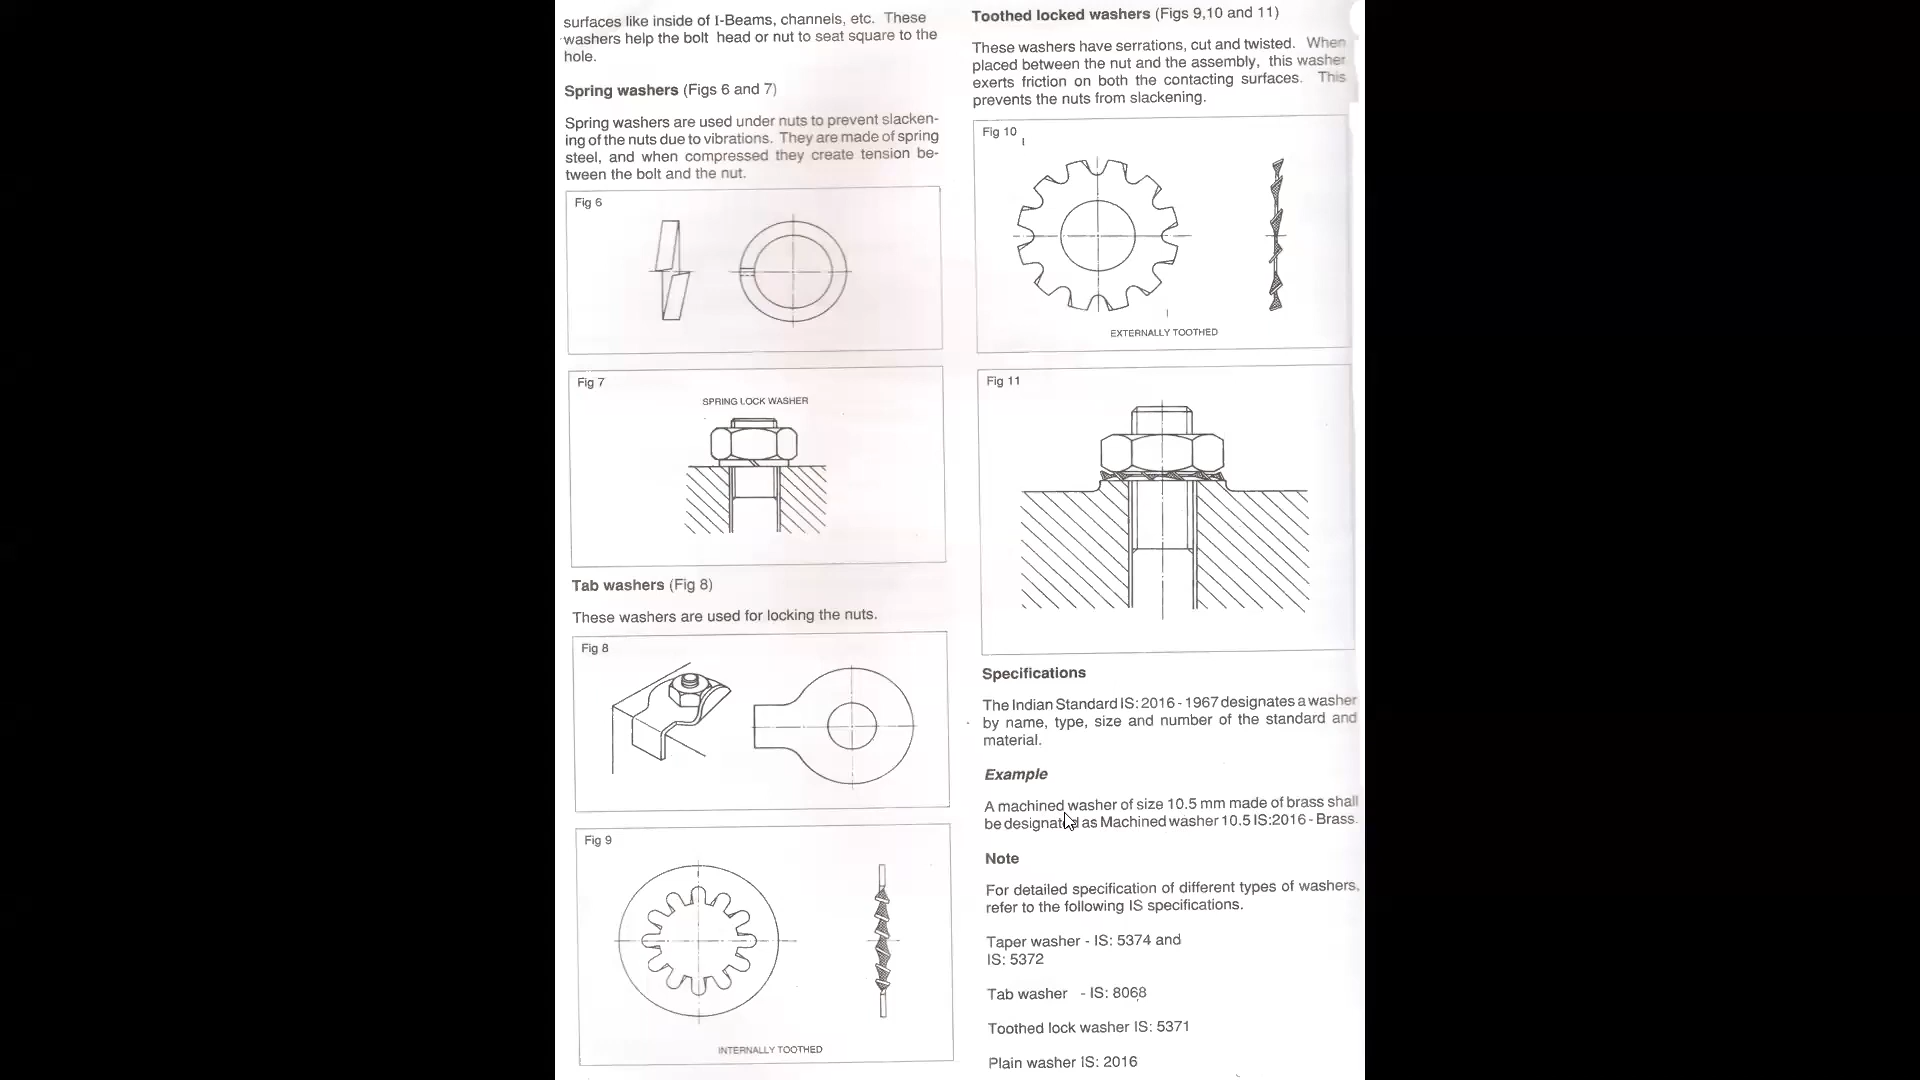 surfaces like inside of I-Beams, channels, etc. These
washers help the bolt head or nut to seat square to the
hole.
Spring washers (Figs 6 and 7)
Spring washers are used under nuts to prevent slacken-
ing of the nuts due to vibrations. They are made of spring
steel, and when compressed they create tension be-
tween the bolt and the nut.
Fig 6
Fig 7
SPRING LOCK WASHER
Tab washers (Fig 8)
These washers are used for locking the nuts.
Fig 8
Fig 9
INTERNALLY TOOTHED
Toothed locked washers (Figs 9,10 and 11)
These washers have serrations, cut and twisted. When
placed between the nut and the assembly, this washer
exerts friction on both the contacting surfaces. This
prevents the nuts from slackening.
Fig 10
EXTERNALLY TOOTHED
Fig 11
Specifications
The Indian Standard IS: 2016 - 1967 designates a washer
by name, type, size and number of the standard and
material.
Example
A machined washer of size 10.5 mm made of brass shall
be designated as Machined washer 10.5 IS:2016 - Brass.
Note
For detailed specification of different types of washers,
refer to the following IS specifications.
Taper washer - IS: 5374 and
IS: 5372
Tab washer - IS: 8068
Toothed lock washer IS: 5371
Plain washer IS: 2016